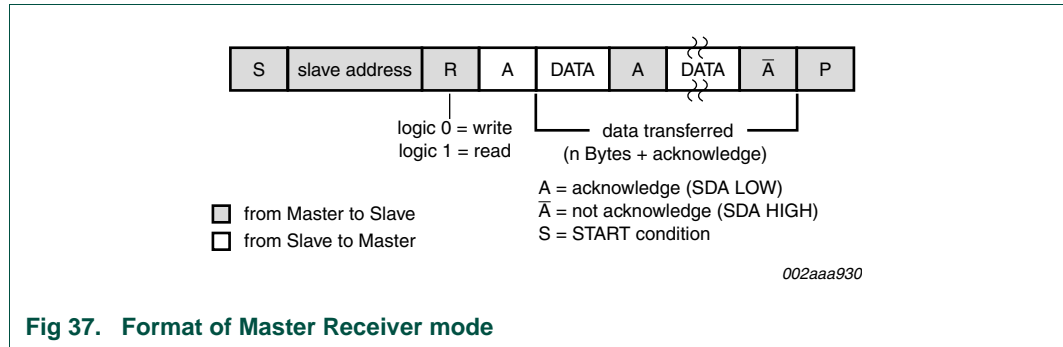 S slave address R A DATA A DATA A̅ P
logic 0 = write
logic 1 = read
data transferred
(n Bytes + acknowledge)
A = acknowledge (SDA LOW)
A̅ = not acknowledge (SDA HIGH)
S = START condition
from Master to Slave
from Slave to Master
002aaa930
Fig 37. Format of Master Receiver mode